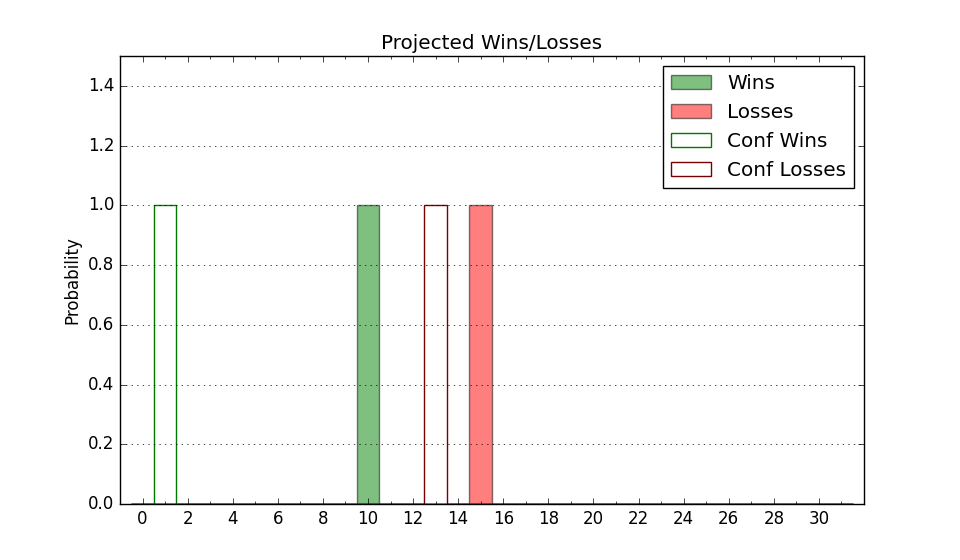 Projected Wins/Losses
1.4
1.2
1.0
0.8
0.6
0.4
0.2
0.0
Probability
Wins
Losses
Conf Wins
Conf Losses
0 2 4 6 8 10 12 14 16 18 20 22 24 26 28 30